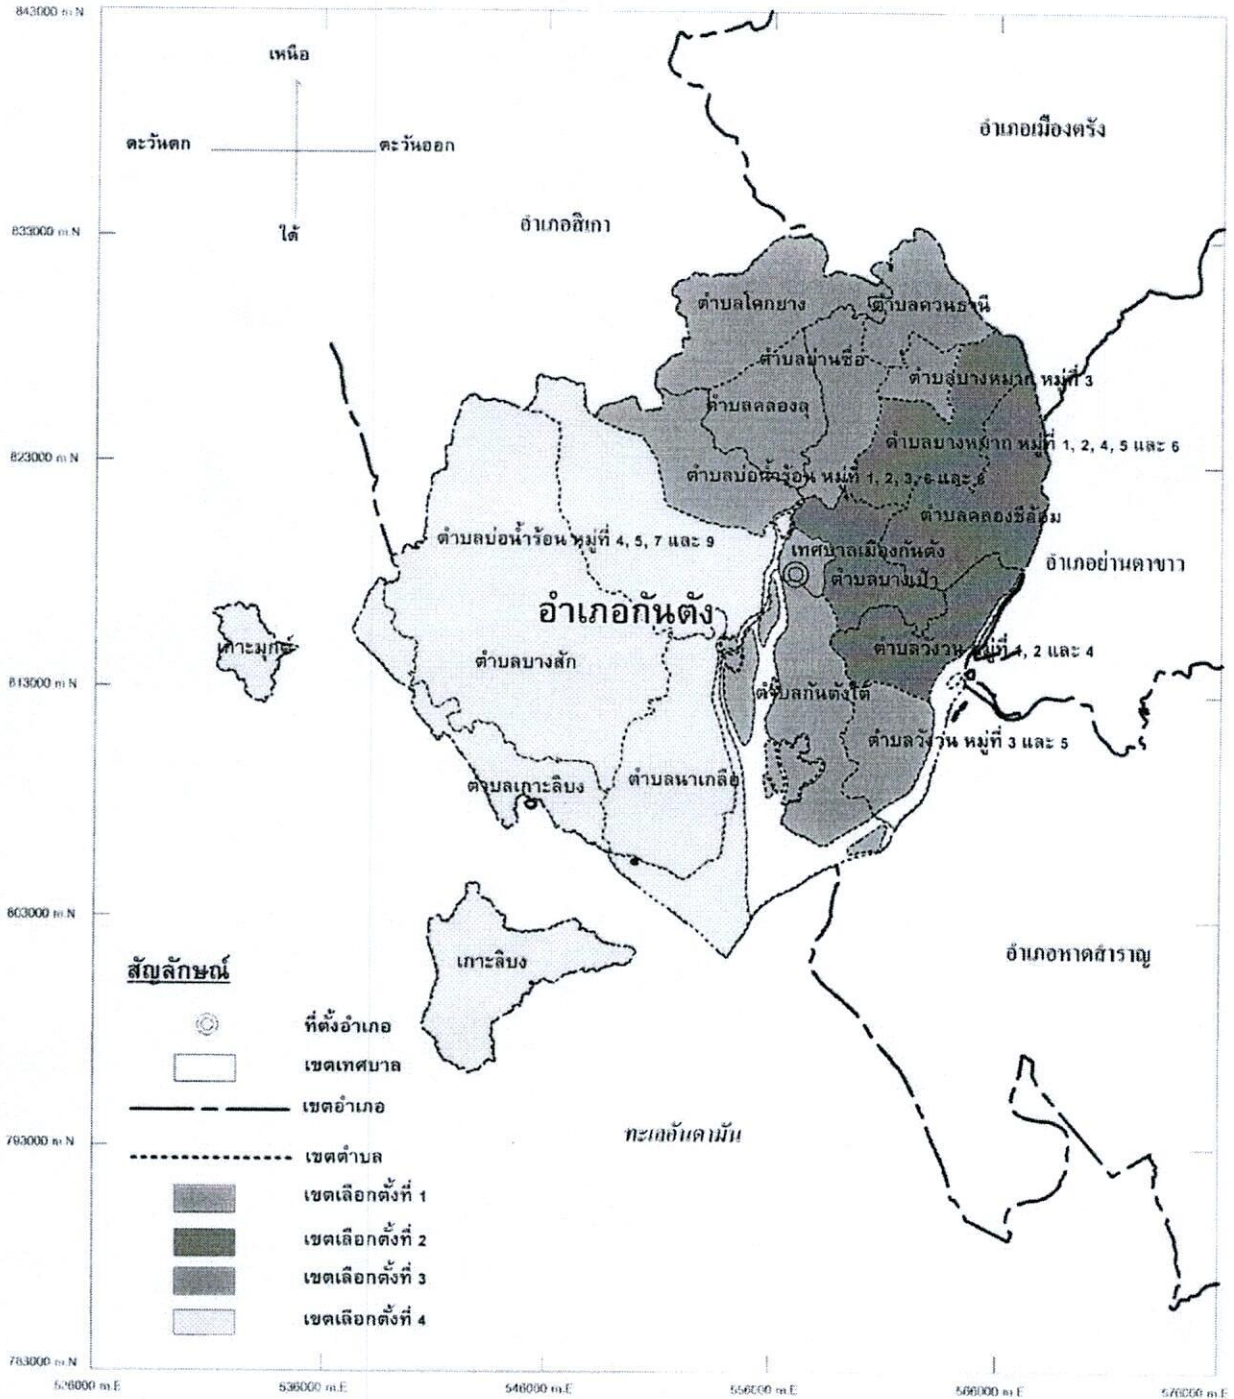 843000 m.N
เหนือ
อำเภอเมืองตรัง
ตะวันตก
ตะวันออก
อำเภอสิเกา
833000 m.N
ใต้
ตำบลโคกยาง
ตำบลควนธานี
ตำบลย่านซื่อ
ตำบลบางหมาก หมู่ที่ 3
ตำบลคลองลุ
ตำบลบางหมาก หมู่ที่ 1, 2, 4, 5 และ 6
823000 m.N
ตำบลบ่อน้ำร้อน หมู่ที่ 1, 2, 3, 6 และ 8
ตำบลคลองชีล้อม
ตำบลบ่อน้ำร้อน หมู่ที่ 4, 5, 7 และ 9
เทศบาลเมืองกันตัง
อำเภอย่านตาขาว
ตำบลบางเป้า
อำเภอกันตัง
เกาะมุกต์
ตำบลบางสัก
ตำบลวังวน หมู่ที่ 1, 2 และ 4
813000 m.N
ตำบลกันตังใต้
ตำบลวังวน หมู่ที่ 3 และ 5
ตำบลเกาะลิบง
ตำบลนาเกลือ
803000 m.N
เกาะลิบง
อำเภอหาดสำราญ
สัญลักษณ์
ที่ตั้งอำเภอ
เขตเทศบาล
เขตอำเภอ
793000 m.N
ทะเลอันดามัน
เขตตำบล
เขตเลือกตั้งที่ 1
เขตเลือกตั้งที่ 2
เขตเลือกตั้งที่ 3
เขตเลือกตั้งที่ 4
783000 m.N
526000 m.E
536000 m.E
546000 m.E
556000 m.E
566000 m.E
576000 m.E